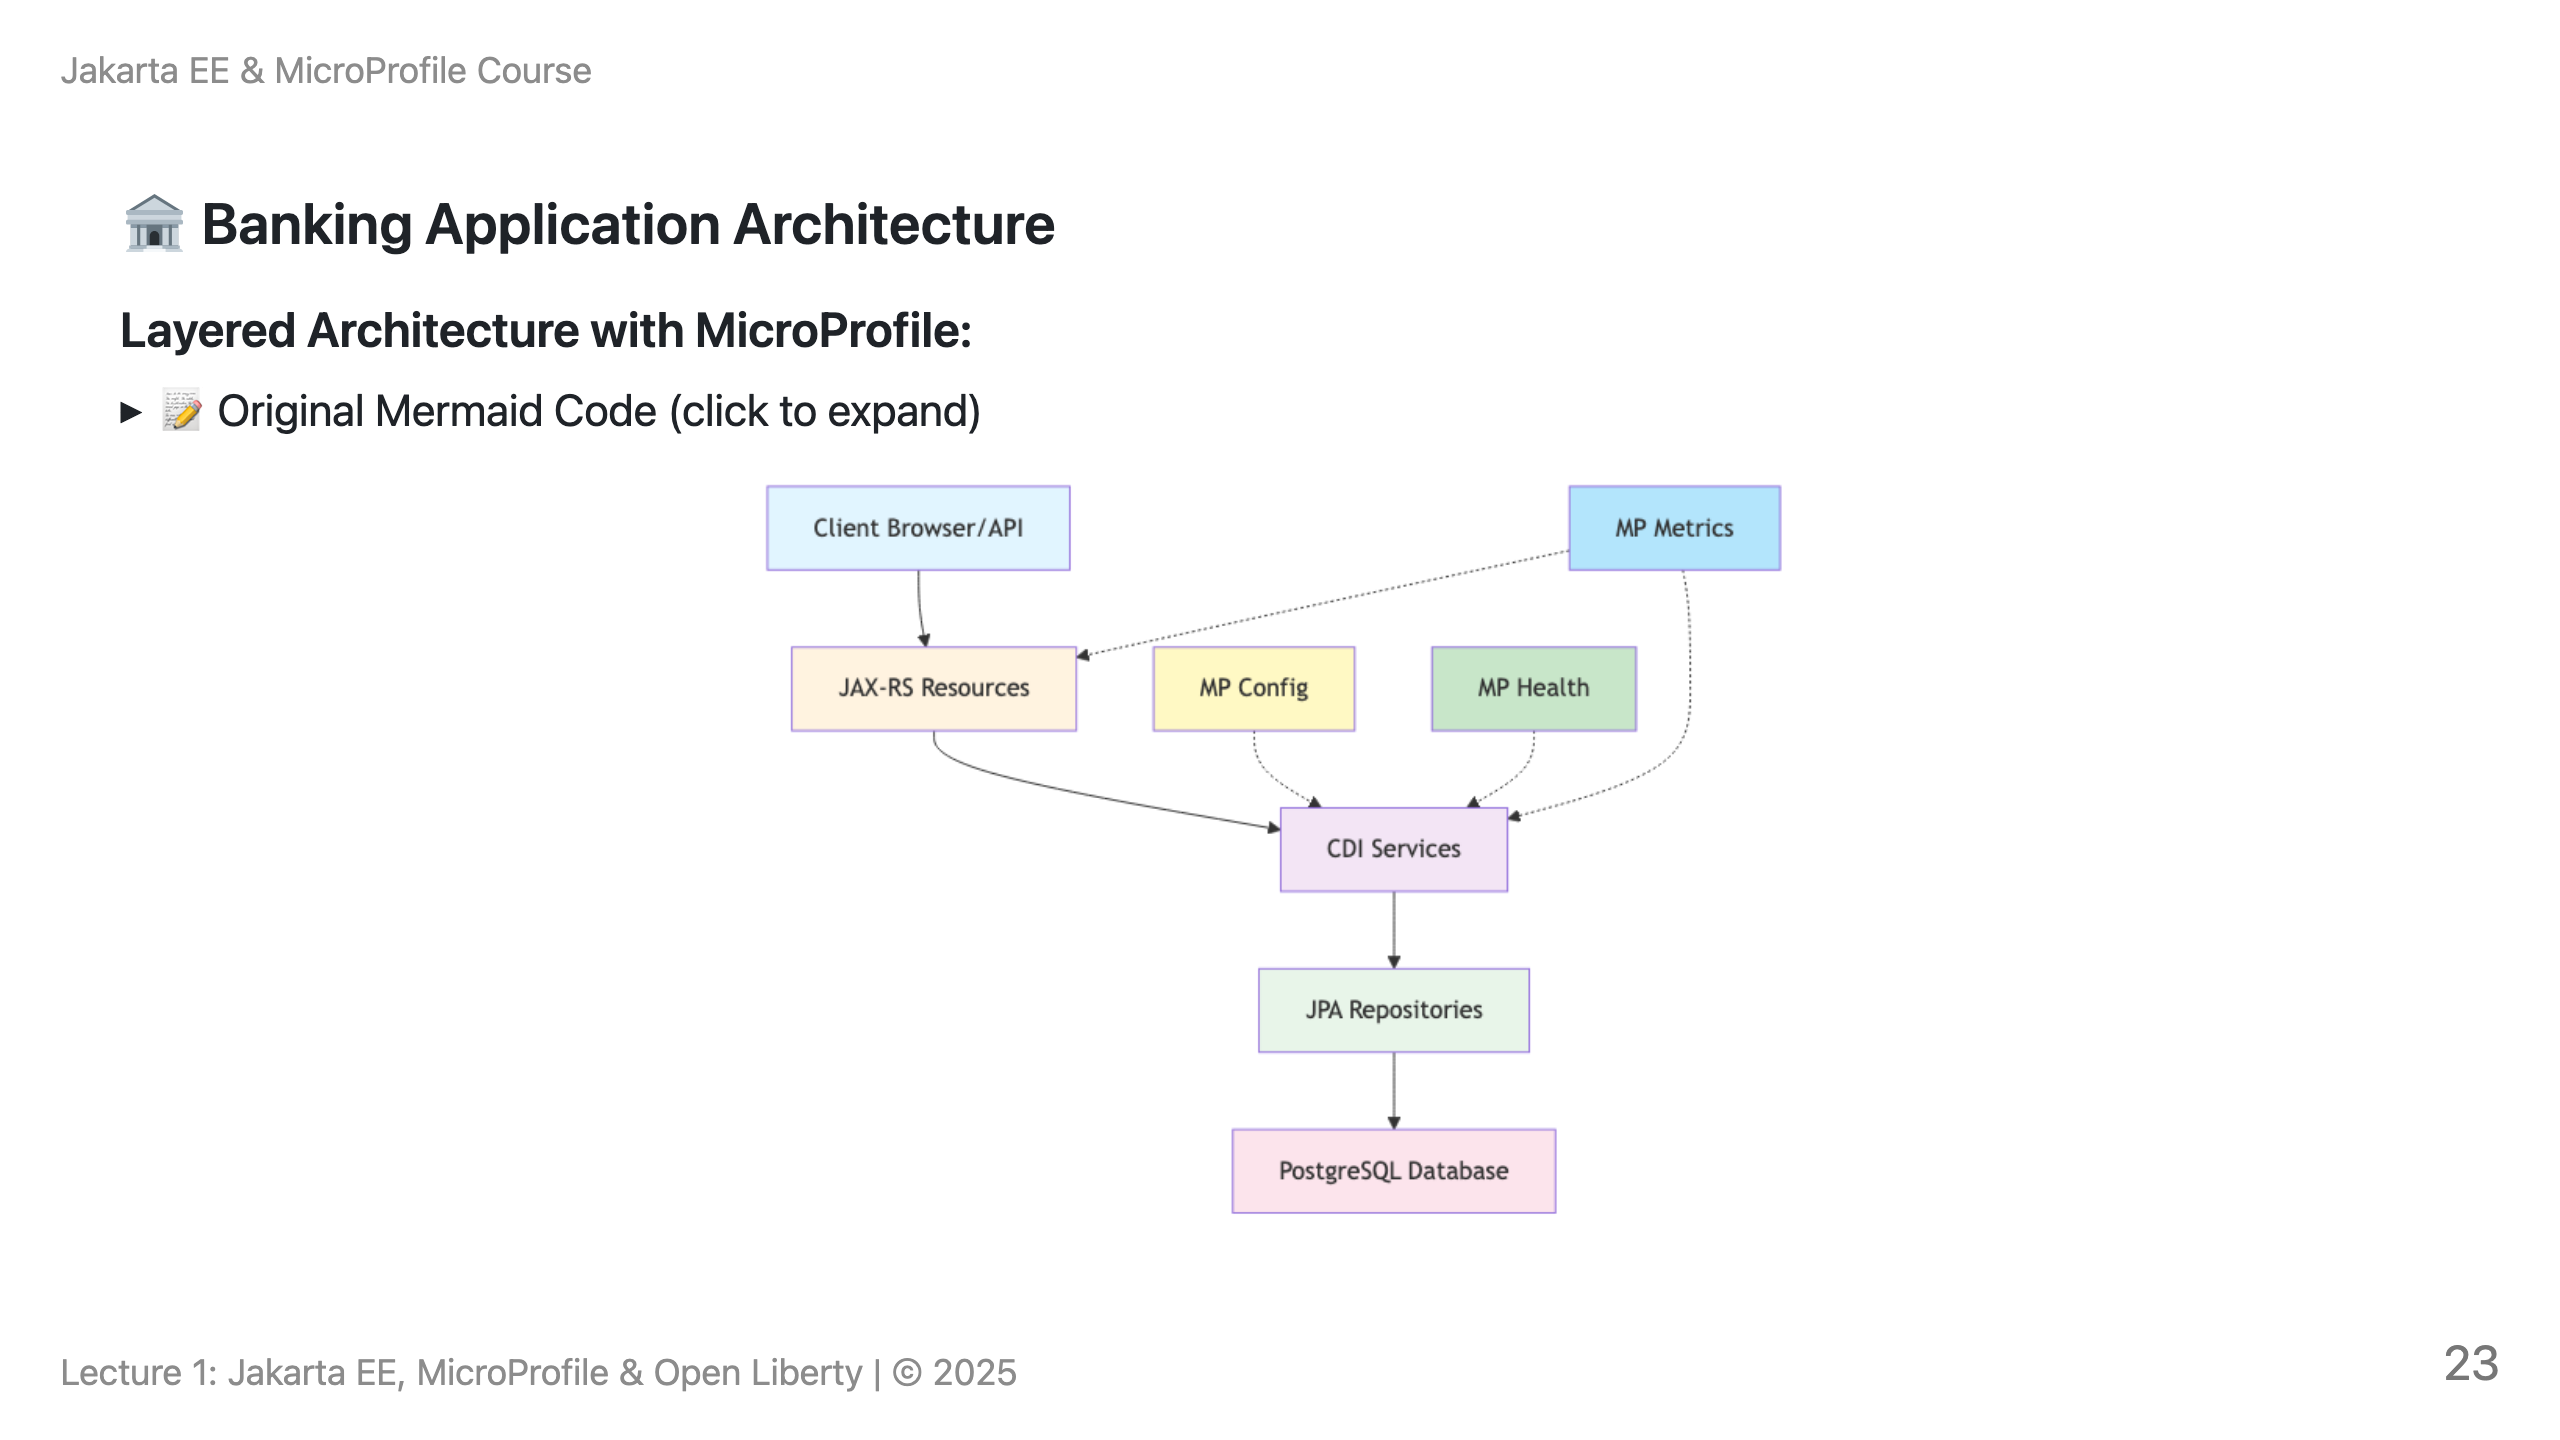 Jakarta EE & MicroProfile Course
🏛️ Banking Application Architecture
Layered Architecture with MicroProfile:
▶ 📝 Original Mermaid Code (click to expand)
Client Browser/API
MP Metrics
JAX-RS Resources
MP Config
MP Health
CDI Services
JPA Repositories
PostgreSQL Database
Lecture 1: Jakarta EE, MicroProfile & Open Liberty | © 2025
23